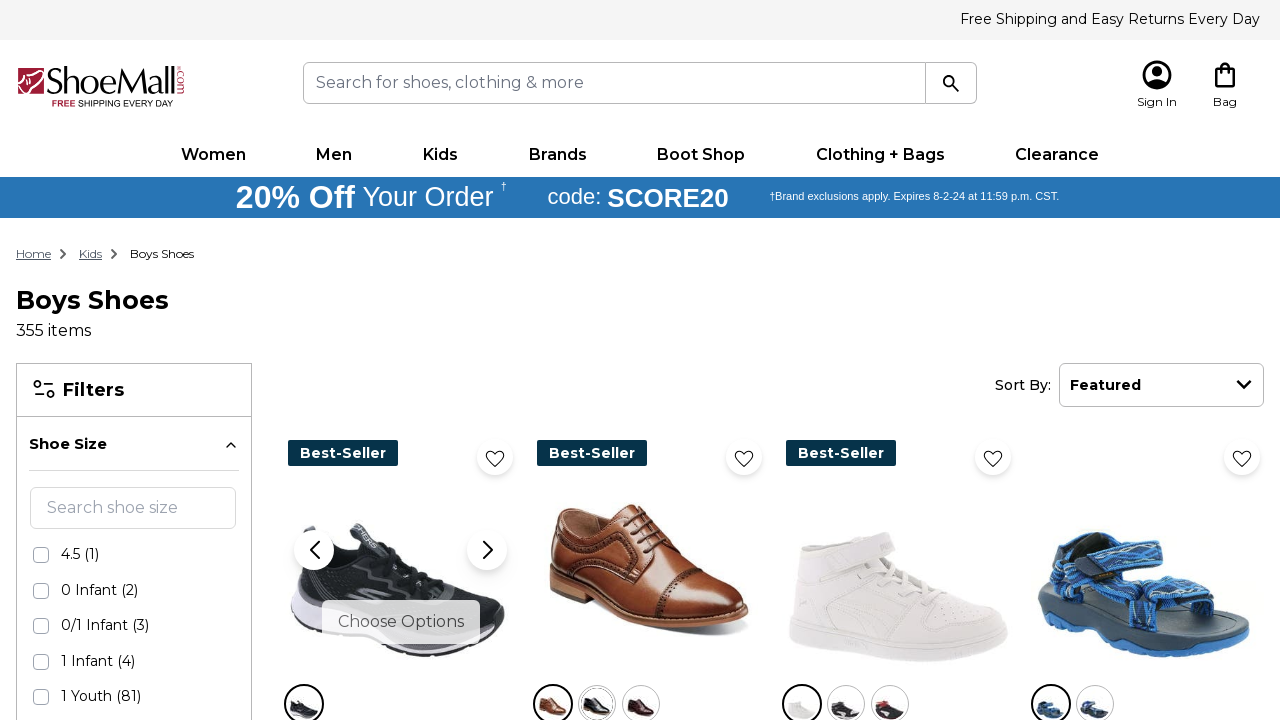 Free Shipping and Easy Returns Every Day
ShoeMall.com
FREE SHIPPING EVERY DAY
Search for shoes, clothing & more
Sign In
Bag
Women Men Kids Brands Boot Shop Clothing + Bags Clearance
20% Off Your Order † code: SCORE20 †Brand exclusions apply. Expires 8-2-24 at 11:59 p.m. CST.
Home Kids Boys Shoes
Boys Shoes
355 items
Filters
Sort By: Featured
Shoe Size
Search shoe size
4.5 (1)
0 Infant (2)
0/1 Infant (3)
1 Infant (4)
1 Youth (81)
Best-Seller
Choose Options
Best-Seller
Best-Seller